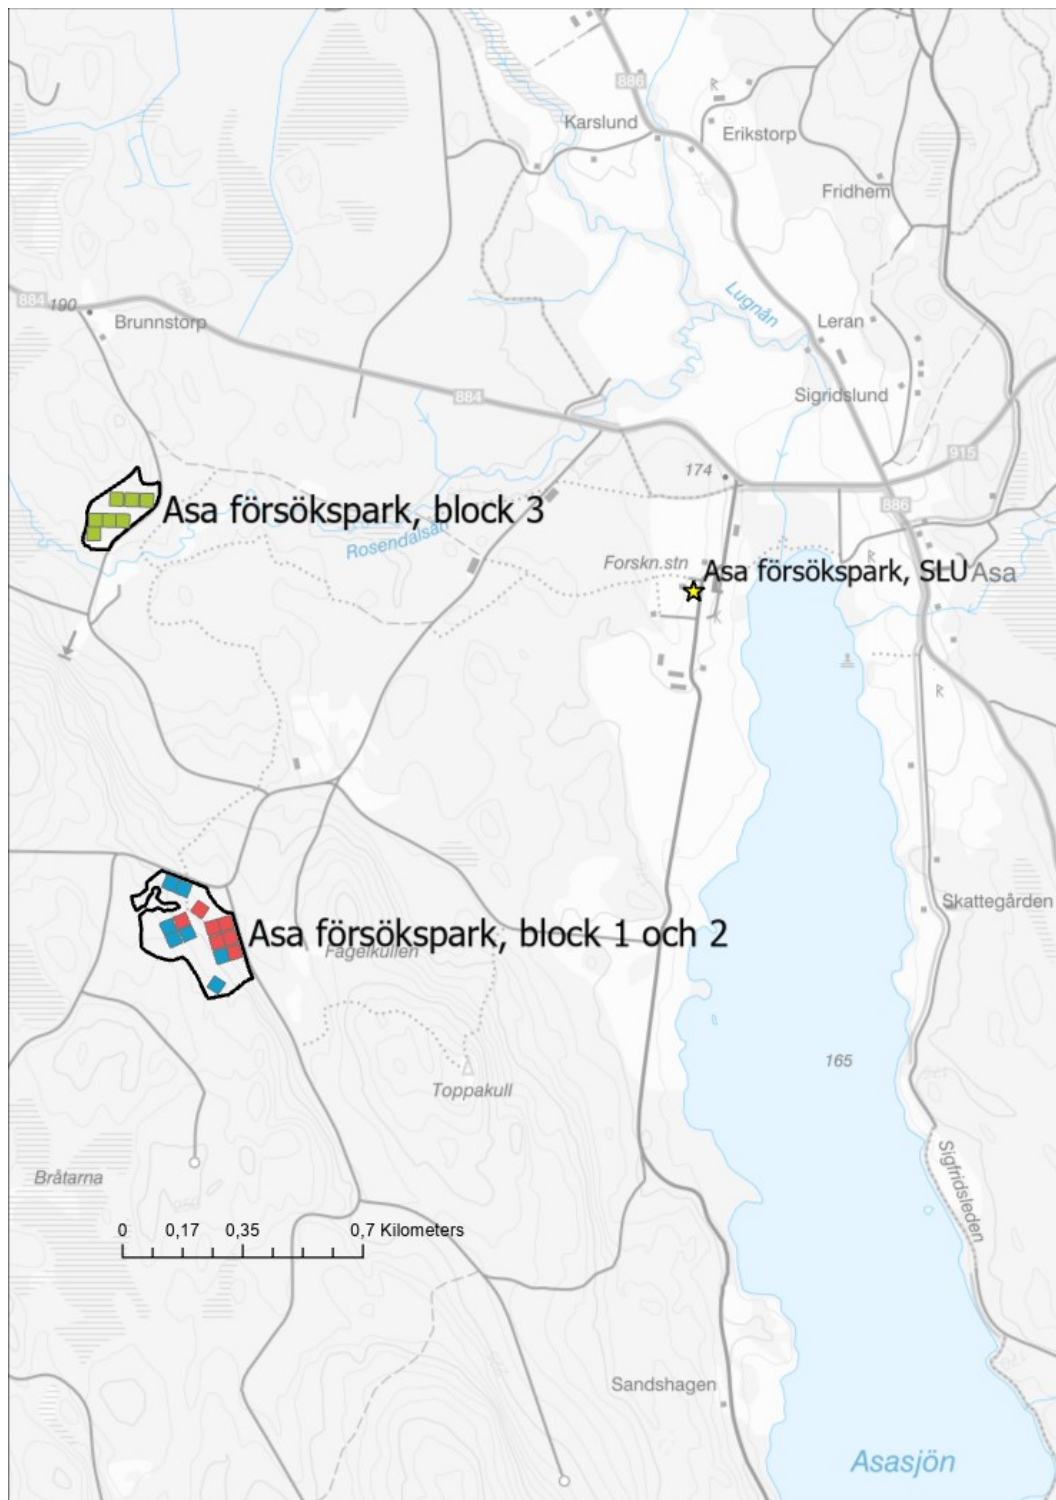 886
Karslund
Erikstorp
Fridhem
Lugnån
884
190
Brunnstorp
Leran
884
Sigridslund
174
915
886
Asa försökspark, block 3
Rosendalsån
Forskn.stn
Asa försökspark, SLU
Asa
Skattegården
Asa försökspark, block 1 och 2
Fågelkullen
165
Toppakull
Bråtarna
Sigfridsleden
0 0,17 0,35 0,7 Kilometers
Sandshagen
Asasjön